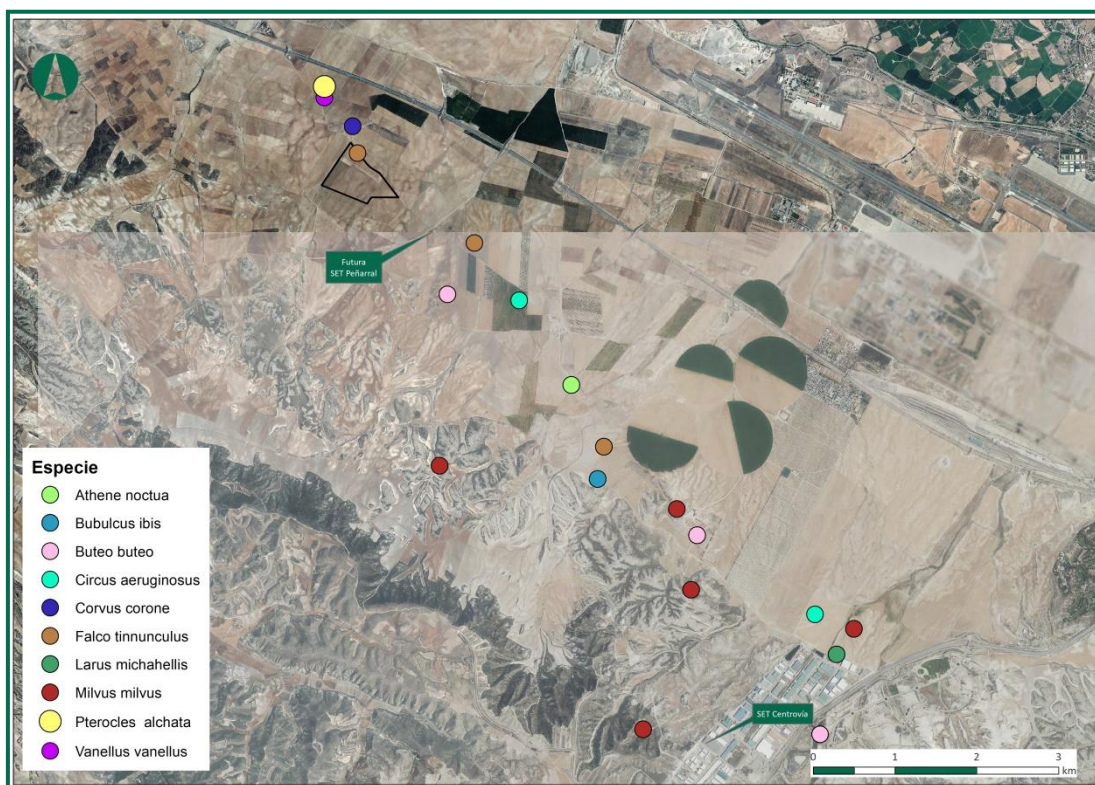 Futura
SET Peñarral
Especie
Athene noctua
Bubulcus ibis
Buteo buteo
Circus aeruginosus
Corvus corone
Falco tinnunculus
Larus michahellis
Milvus milvus
Pterocles alchata
Vanellus vanellus
SET Centrovía
0 1 2 3
km